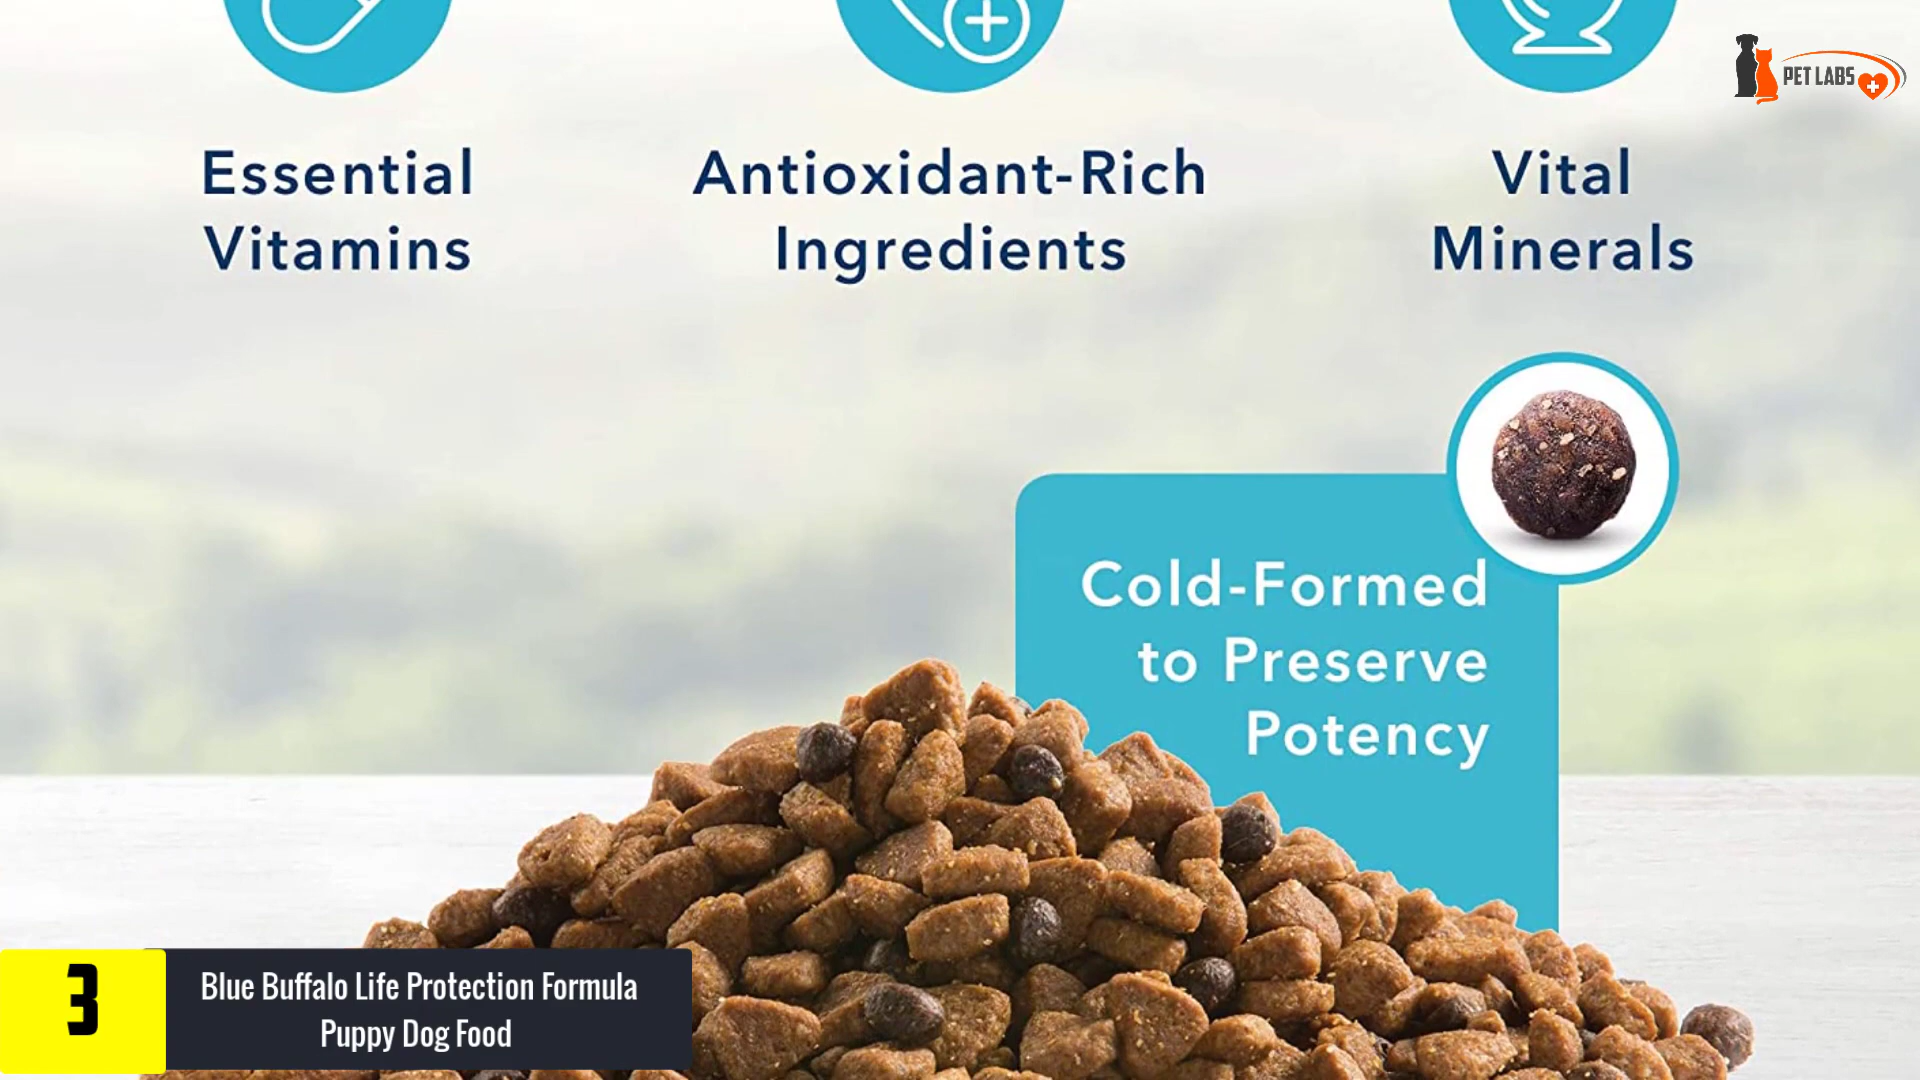 PET LABS
Essential
Vitamins
Antioxidant-Rich
Ingredients
Vital
Minerals
Cold-Formed
to Preserve
Potency
3
Blue Buffalo Life Protection Formula
Puppy Dog Food